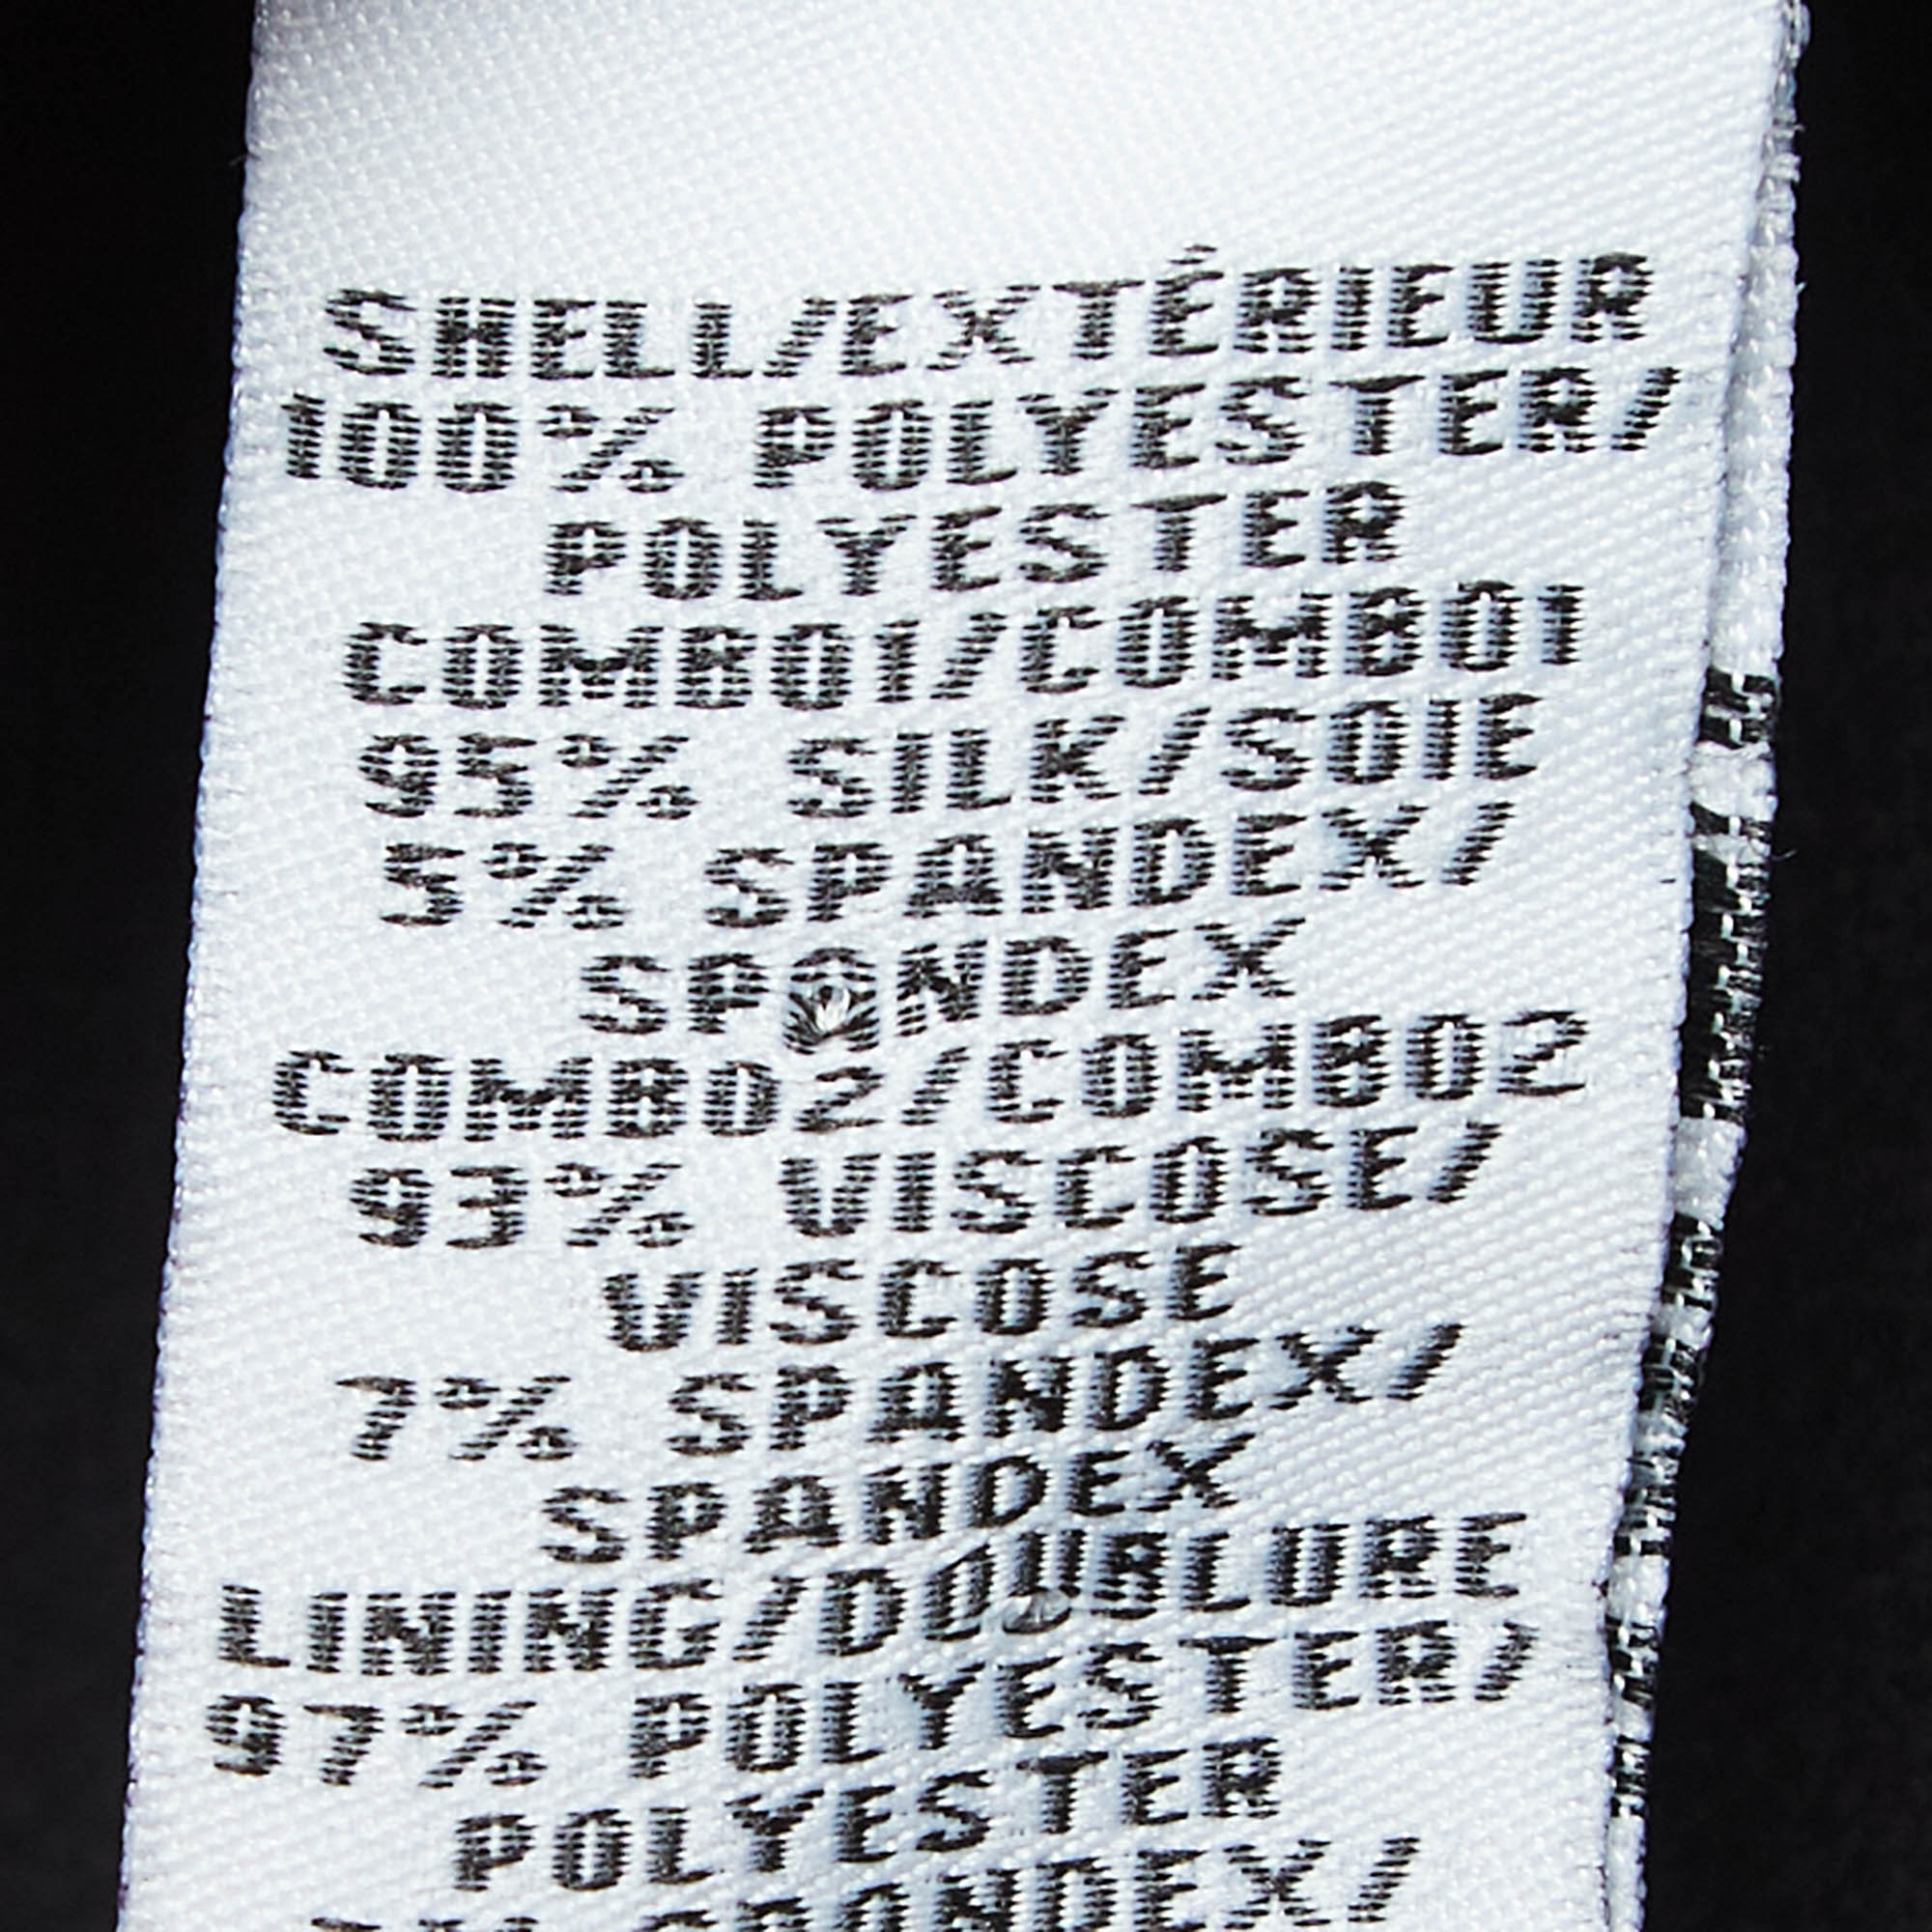 SHELL/EXTÉRIEUR
100% POLYESTER/
POLYESTER
COMBO1/COMBO1
95% SILK/SOIE
5% SPANDEX/
SPANDEX
COMBO2/COMBO2
93% VISCOSE/
VISCOSE
7% SPANDEX/
SPANDEX
LINING/DOUBLURE
97% POLYESTER/
POLYESTER
SPANDEX/